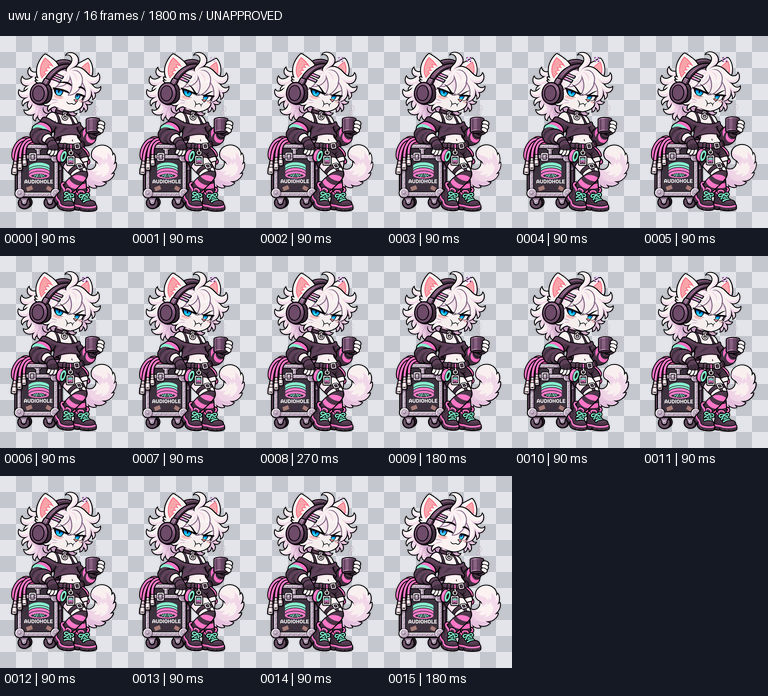 uwu / angry / 16 frames / 1800 ms / UNAPPROVED
AUDIOHOLE AUDIOHOLE AUDIOHOLE AUDIOHOLE AUDIOHOLE AUDIOHOLE
0000 | 90 ms 0001 | 90 ms 0002 | 90 ms 0003 | 90 ms 0004 | 90 ms 0005 | 90 ms
AUDIOHOLE AUDIOHOLE AUDIOHOLE AUDIOHOLE AUDIOHOLE AUDIOHOLE
0006 | 90 ms 0007 | 90 ms 0008 | 270 ms 0009 | 180 ms 0010 | 90 ms 0011 | 90 ms
AUDIOHOLE AUDIOHOLE AUDIOHOLE AUDIOHOLE
0012 | 90 ms 0013 | 90 ms 0014 | 90 ms 0015 | 180 ms